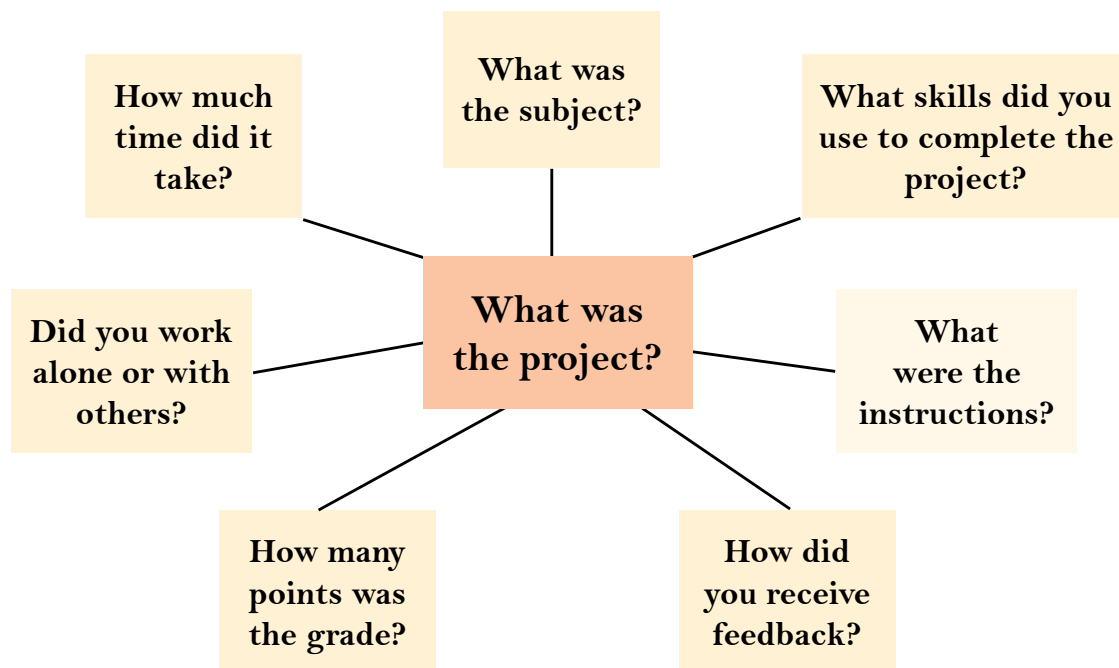 What was
the subject?
How much
time did it
take?
What skills did you
use to complete the
project?
What was
the project?
Did you work
alone or with
others?
What
were the
instructions?
How many
points was
the grade?
How did
you receive
feedback?